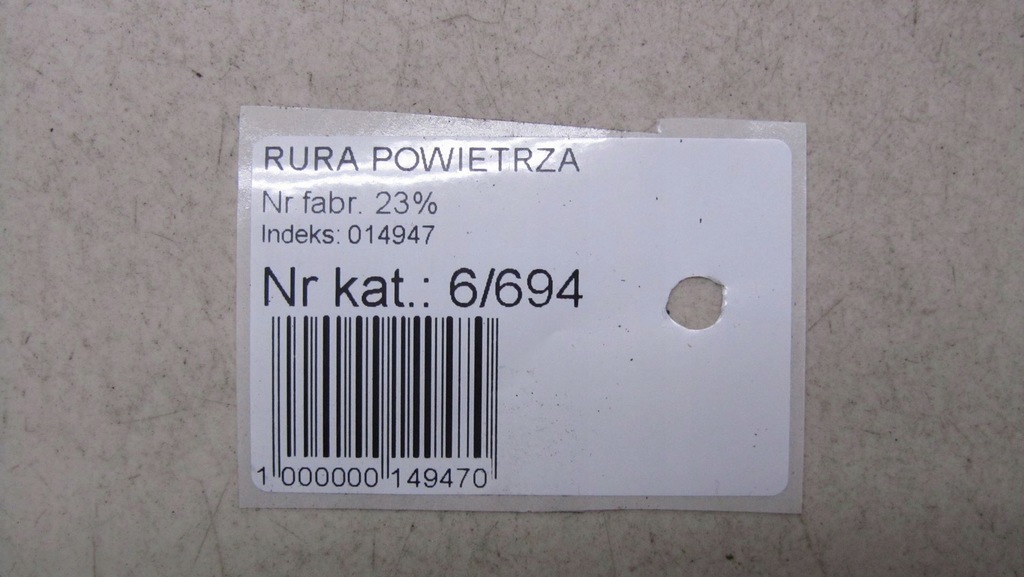 RURA POWIETRZA
Nr fabr. 23%
Indeks: 014947
Nr kat.: 6/694
1 000000 149470